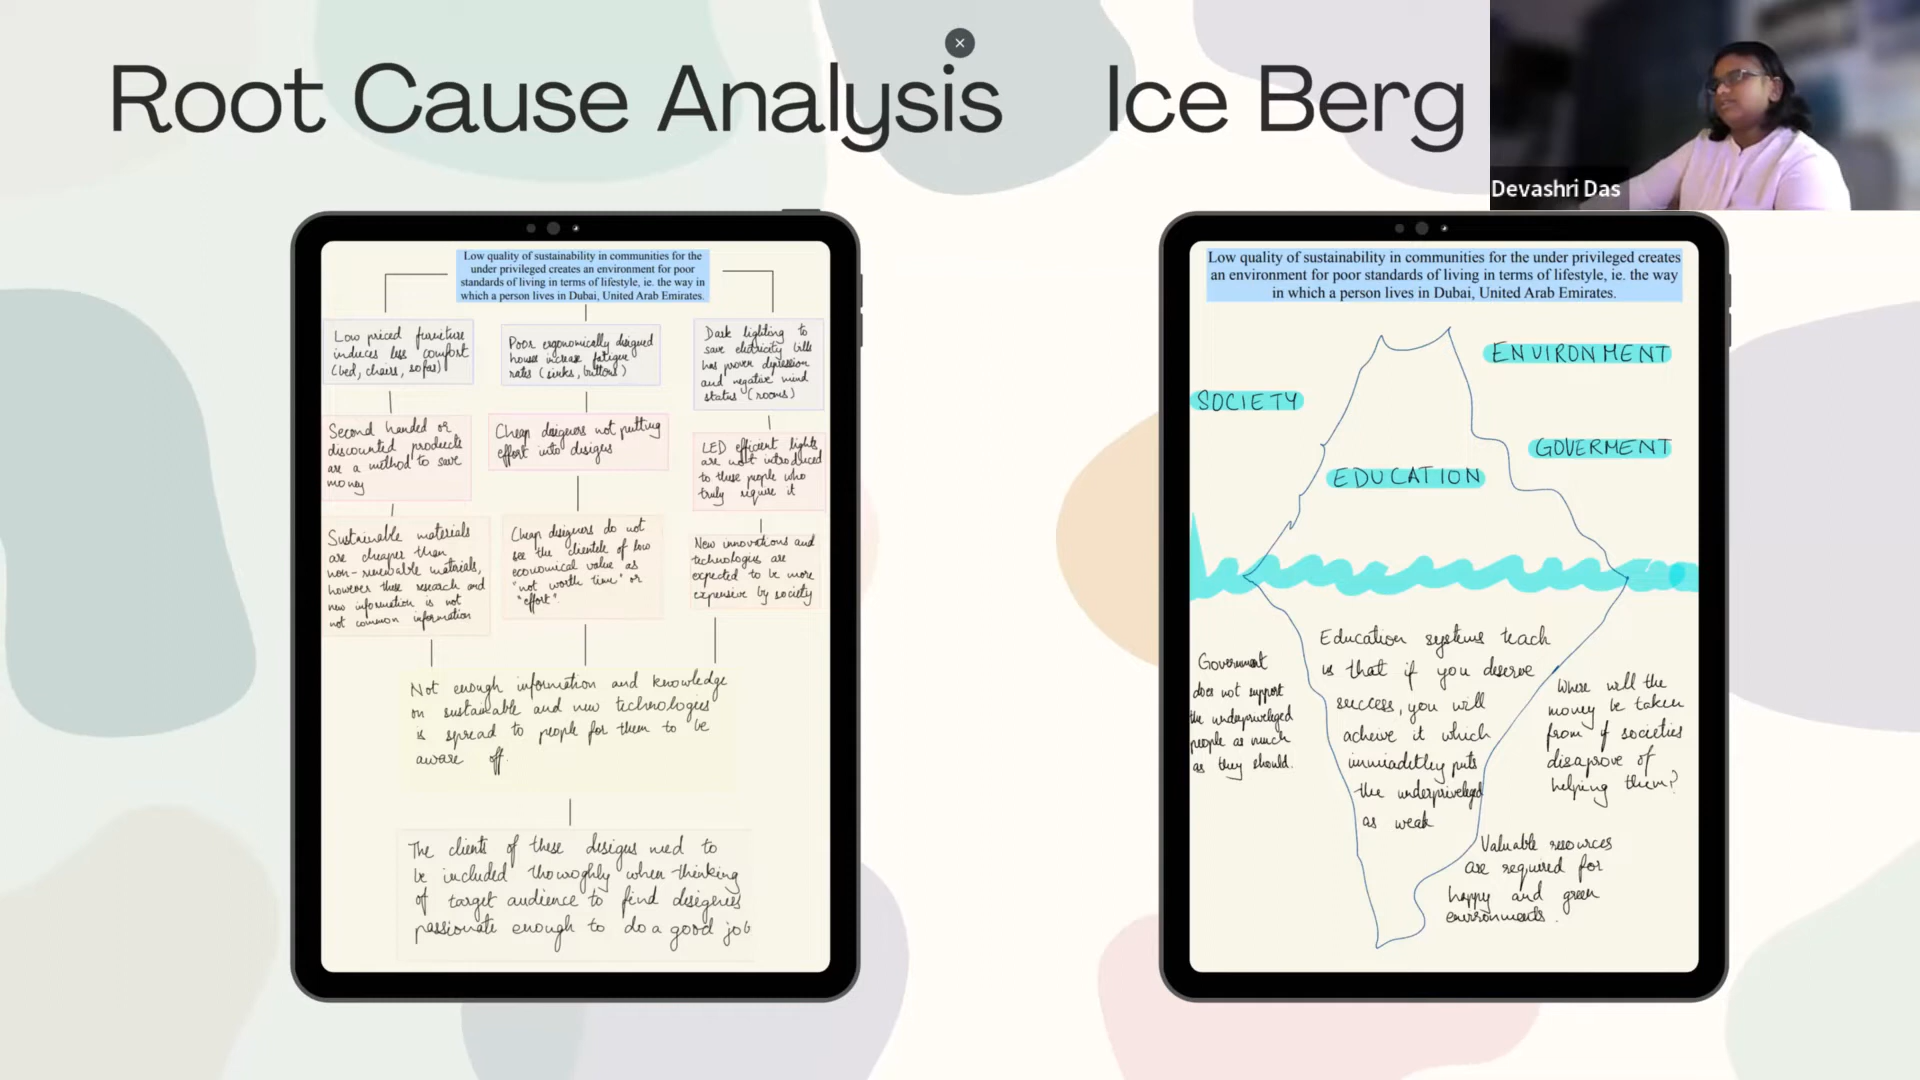 Root Cause Analysis
Ice Berg
Devashri Das
Low quality of sustainability in communities for the
under privileged creates an environment for poor
standards of living in terms of lifestyle, ie. the way in
which a person lives in Dubai, United Arab Emirates.
Low priced furniture
induces less comfort
(bed, chairs, sofas)
Poor ergonomically disigned
houses increase fatigue
rates (sinks, buttons)
Dark lighting to
save electricity bills
has proven depression
and negative mind
status (rooms)
Second handed or
discounted products
are a method to save
money
Cheap designers not putting
effort into designs
LED efficient lights
are not introduced
to these people who
truly require it
Sustainable materials
are cheaper than
non-renewable materials,
however these research and
new information is not
not common information
Cheap designers do not
see the clientele of low
economical value as
"not worth time" or
"effort".
New innovations and
technologies are
expected to be more
expensive by society
Not enough information and knowledge
on sustainable and new technologies
is spread to people for them to be
aware off.
The clients of these designs need to
be included thoroghly when thinking
of target audience to find desigeries
passionate enough to do a good job
Low quality of sustainability in communities for the under privileged creates
an environment for poor standards of living in terms of lifestyle, ie. the way
in which a person lives in Dubai, United Arab Emirates.
ENVIRONMENT
SOCIETY
GOVERMENT
EDUCATION
Government
does not support
the underpriveleged
people as much
as they should.
Education systems teach
is that if you deserve
success, you will
acheive it which
immiadetley puts
the underpriveleged
as weak
Where will the
money be taken
from if societies
disaprove of
helping them?
Valuable resources
are required for
happy and green
environments.